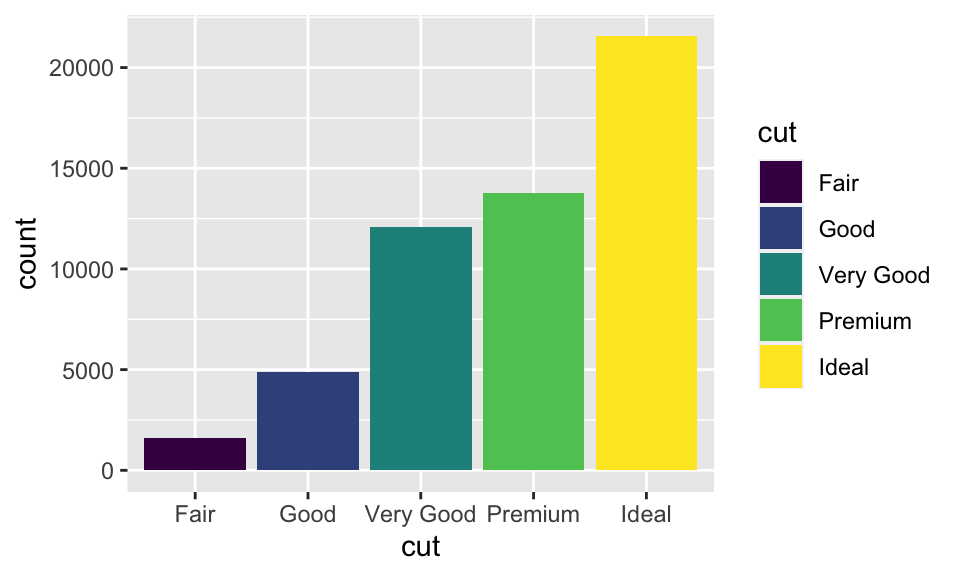 20000
15000
10000
5000
0
count
Fair Good Very Good Premium Ideal
cut
cut
Fair
Good
Very Good
Premium
Ideal